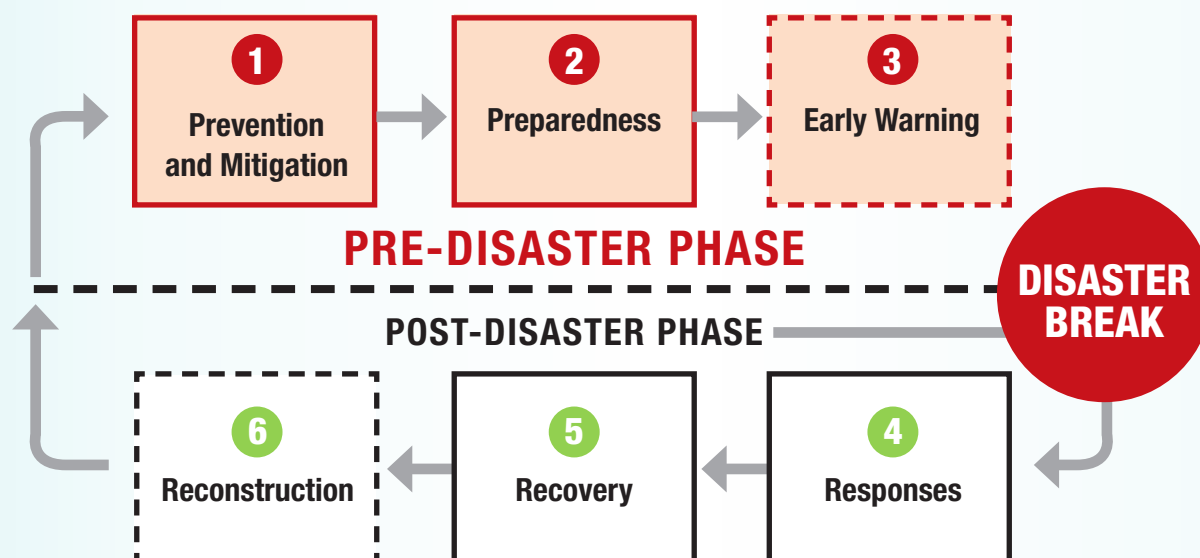 1
Prevention
and Mitigation
2
Preparedness
3
Early Warning
PRE-DISASTER PHASE
DISASTER
BREAK
POST-DISASTER PHASE
6
Reconstruction
5
Recovery
4
Responses